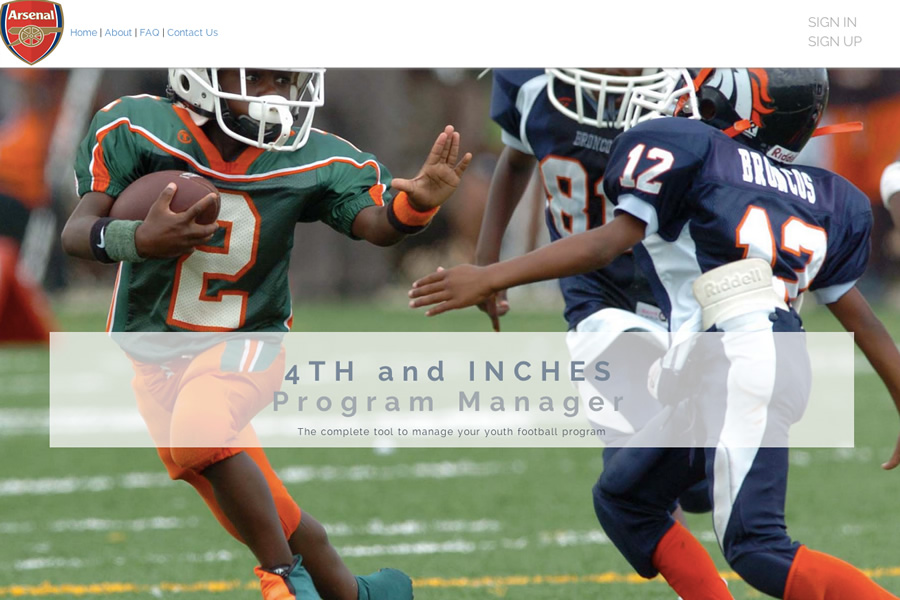 Arsenal
Home | About | FAQ | Contact Us
SIGN IN
SIGN UP
2
BRONCOS
81
12
BRONCOS
12
Riddell
Riddell
4TH and INCHES
Program Manager
The complete tool to manage your youth football program